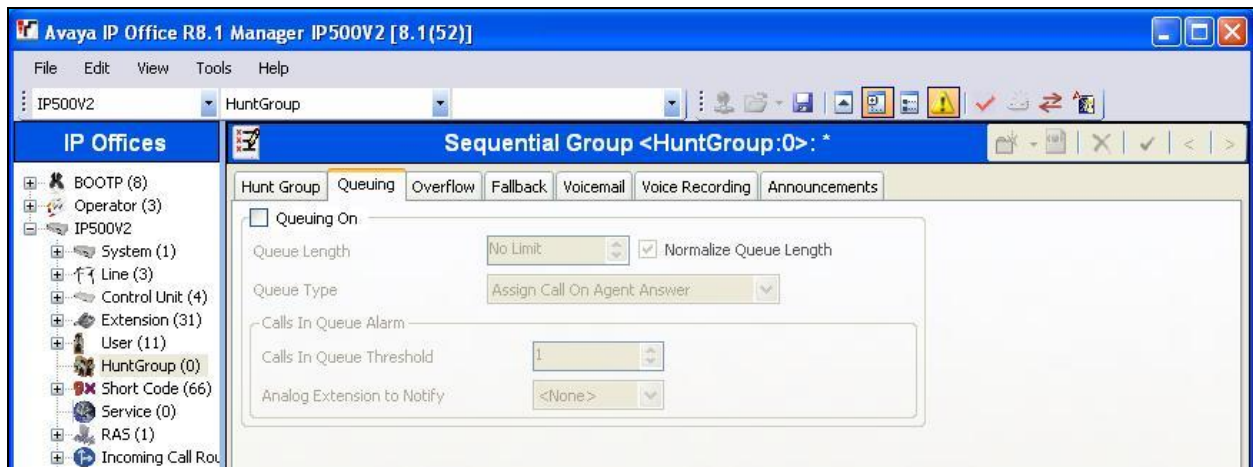 Avaya IP Office R8.1 Manager IP500V2 [8.1(52)]
File Edit View Tools Help
IP500V2 HuntGroup
IP Offices
BOOTP (8)
Operator (3)
IP500V2
System (1)
Line (3)
Control Unit (4)
Extension (31)
User (11)
HuntGroup (0)
Short Code (66)
Service (0)
RAS (1)
Incoming Call Rou
Sequential Group <HuntGroup:0>: *
Hunt Group Queuing Overflow Fallback Voicemail Voice Recording Announcements
Queuing On
Queue Length No Limit Normalize Queue Length
Queue Type Assign Call On Agent Answer
Calls In Queue Alarm
Calls In Queue Threshold 1
Analog Extension to Notify <None>